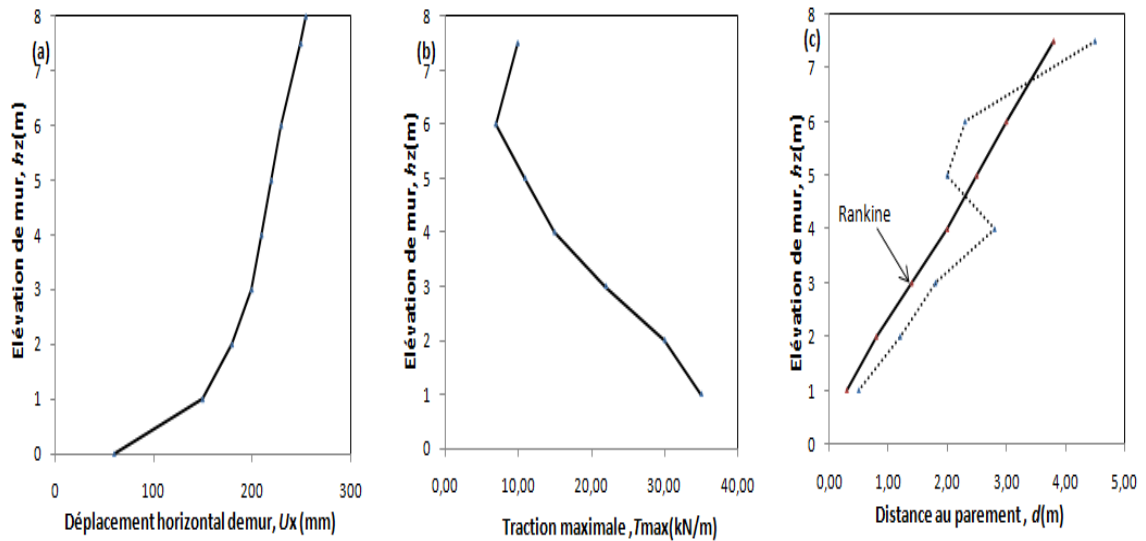 (a)
Elévation de mur, hz(m)
8
7
6
5
4
3
2
1
0
0 100 200 300
Déplacement horizontal demur, Ux (mm)
(b)
Elévation de mur, hz(m)
8
7
6
5
4
3
2
1
0
0,00 10,00 20,00 30,00 40,00
Traction maximale ,Tmax(kN/m)
(c)
Elévation de mur, hz(m)
8
7
6
5
4
3
2
1
0
Rankine
0,00 1,00 2,00 3,00 4,00 5,00
Distance au parement , d(m)